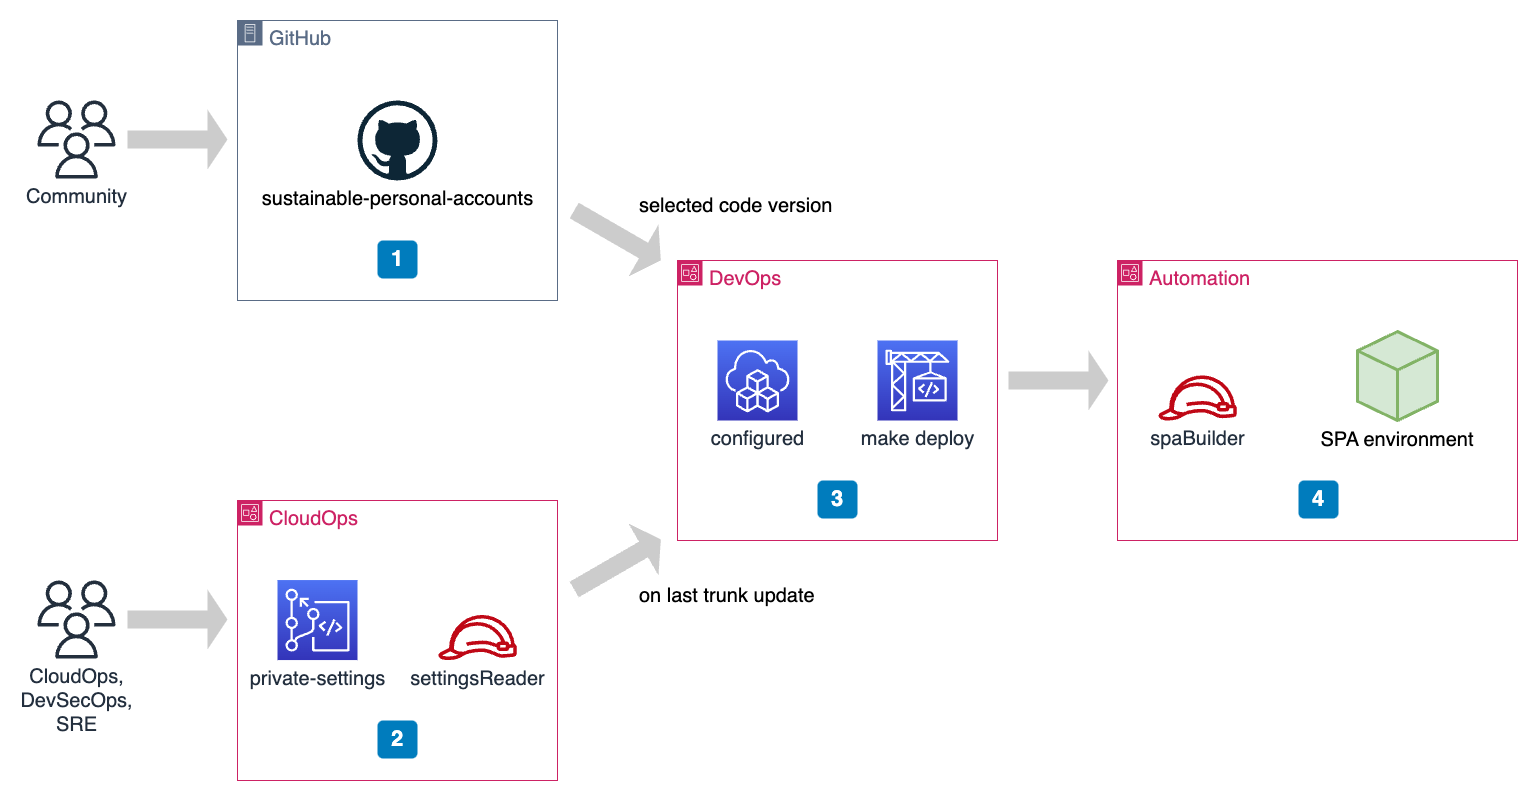 GitHub
Community
sustainable-personal-accounts
1
selected code version
DevOps
configured
make deploy
3
Automation
spaBuilder
SPA environment
4
CloudOps
private-settings
settingsReader
2
on last trunk update
CloudOps,
DevSecOps,
SRE